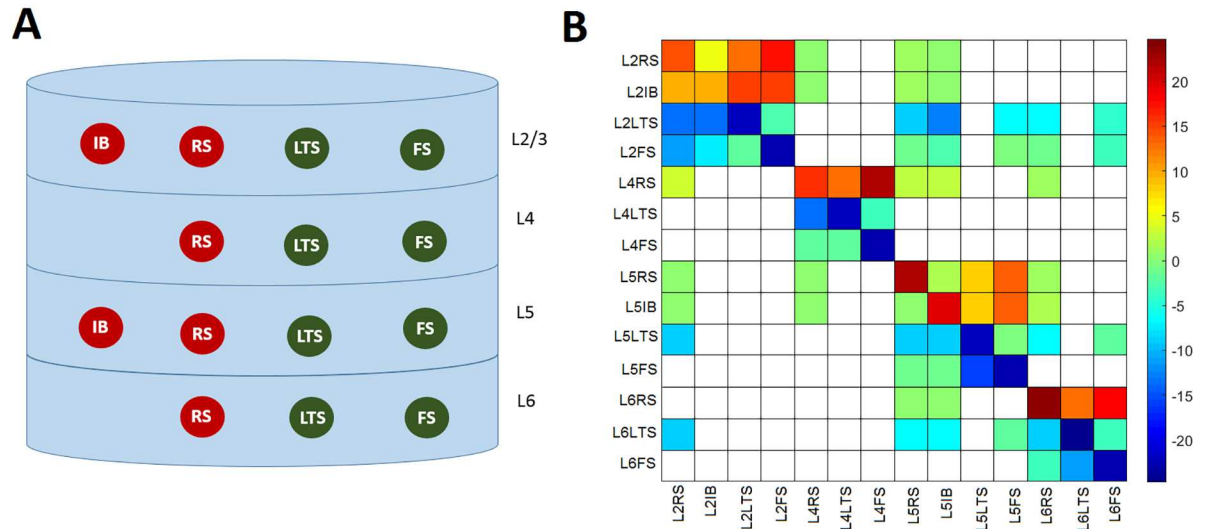 A
IB RS LTS FS L2/3
RS LTS FS L4
IB RS LTS FS L5
RS LTS FS L6
B
L2RS
L2IB
L2LTS
L2FS
L4RS
L4LTS
L4FS
L5RS
L5IB
L5LTS
L5FS
L6RS
L6LTS
L6FS
L2RS L2IB L2LTS L2FS L4RS L4LTS L4FS L5RS L5IB L5LTS L5FS L6RS L6LTS L6FS
20
15
10
5
0
-5
-10
-15
-20